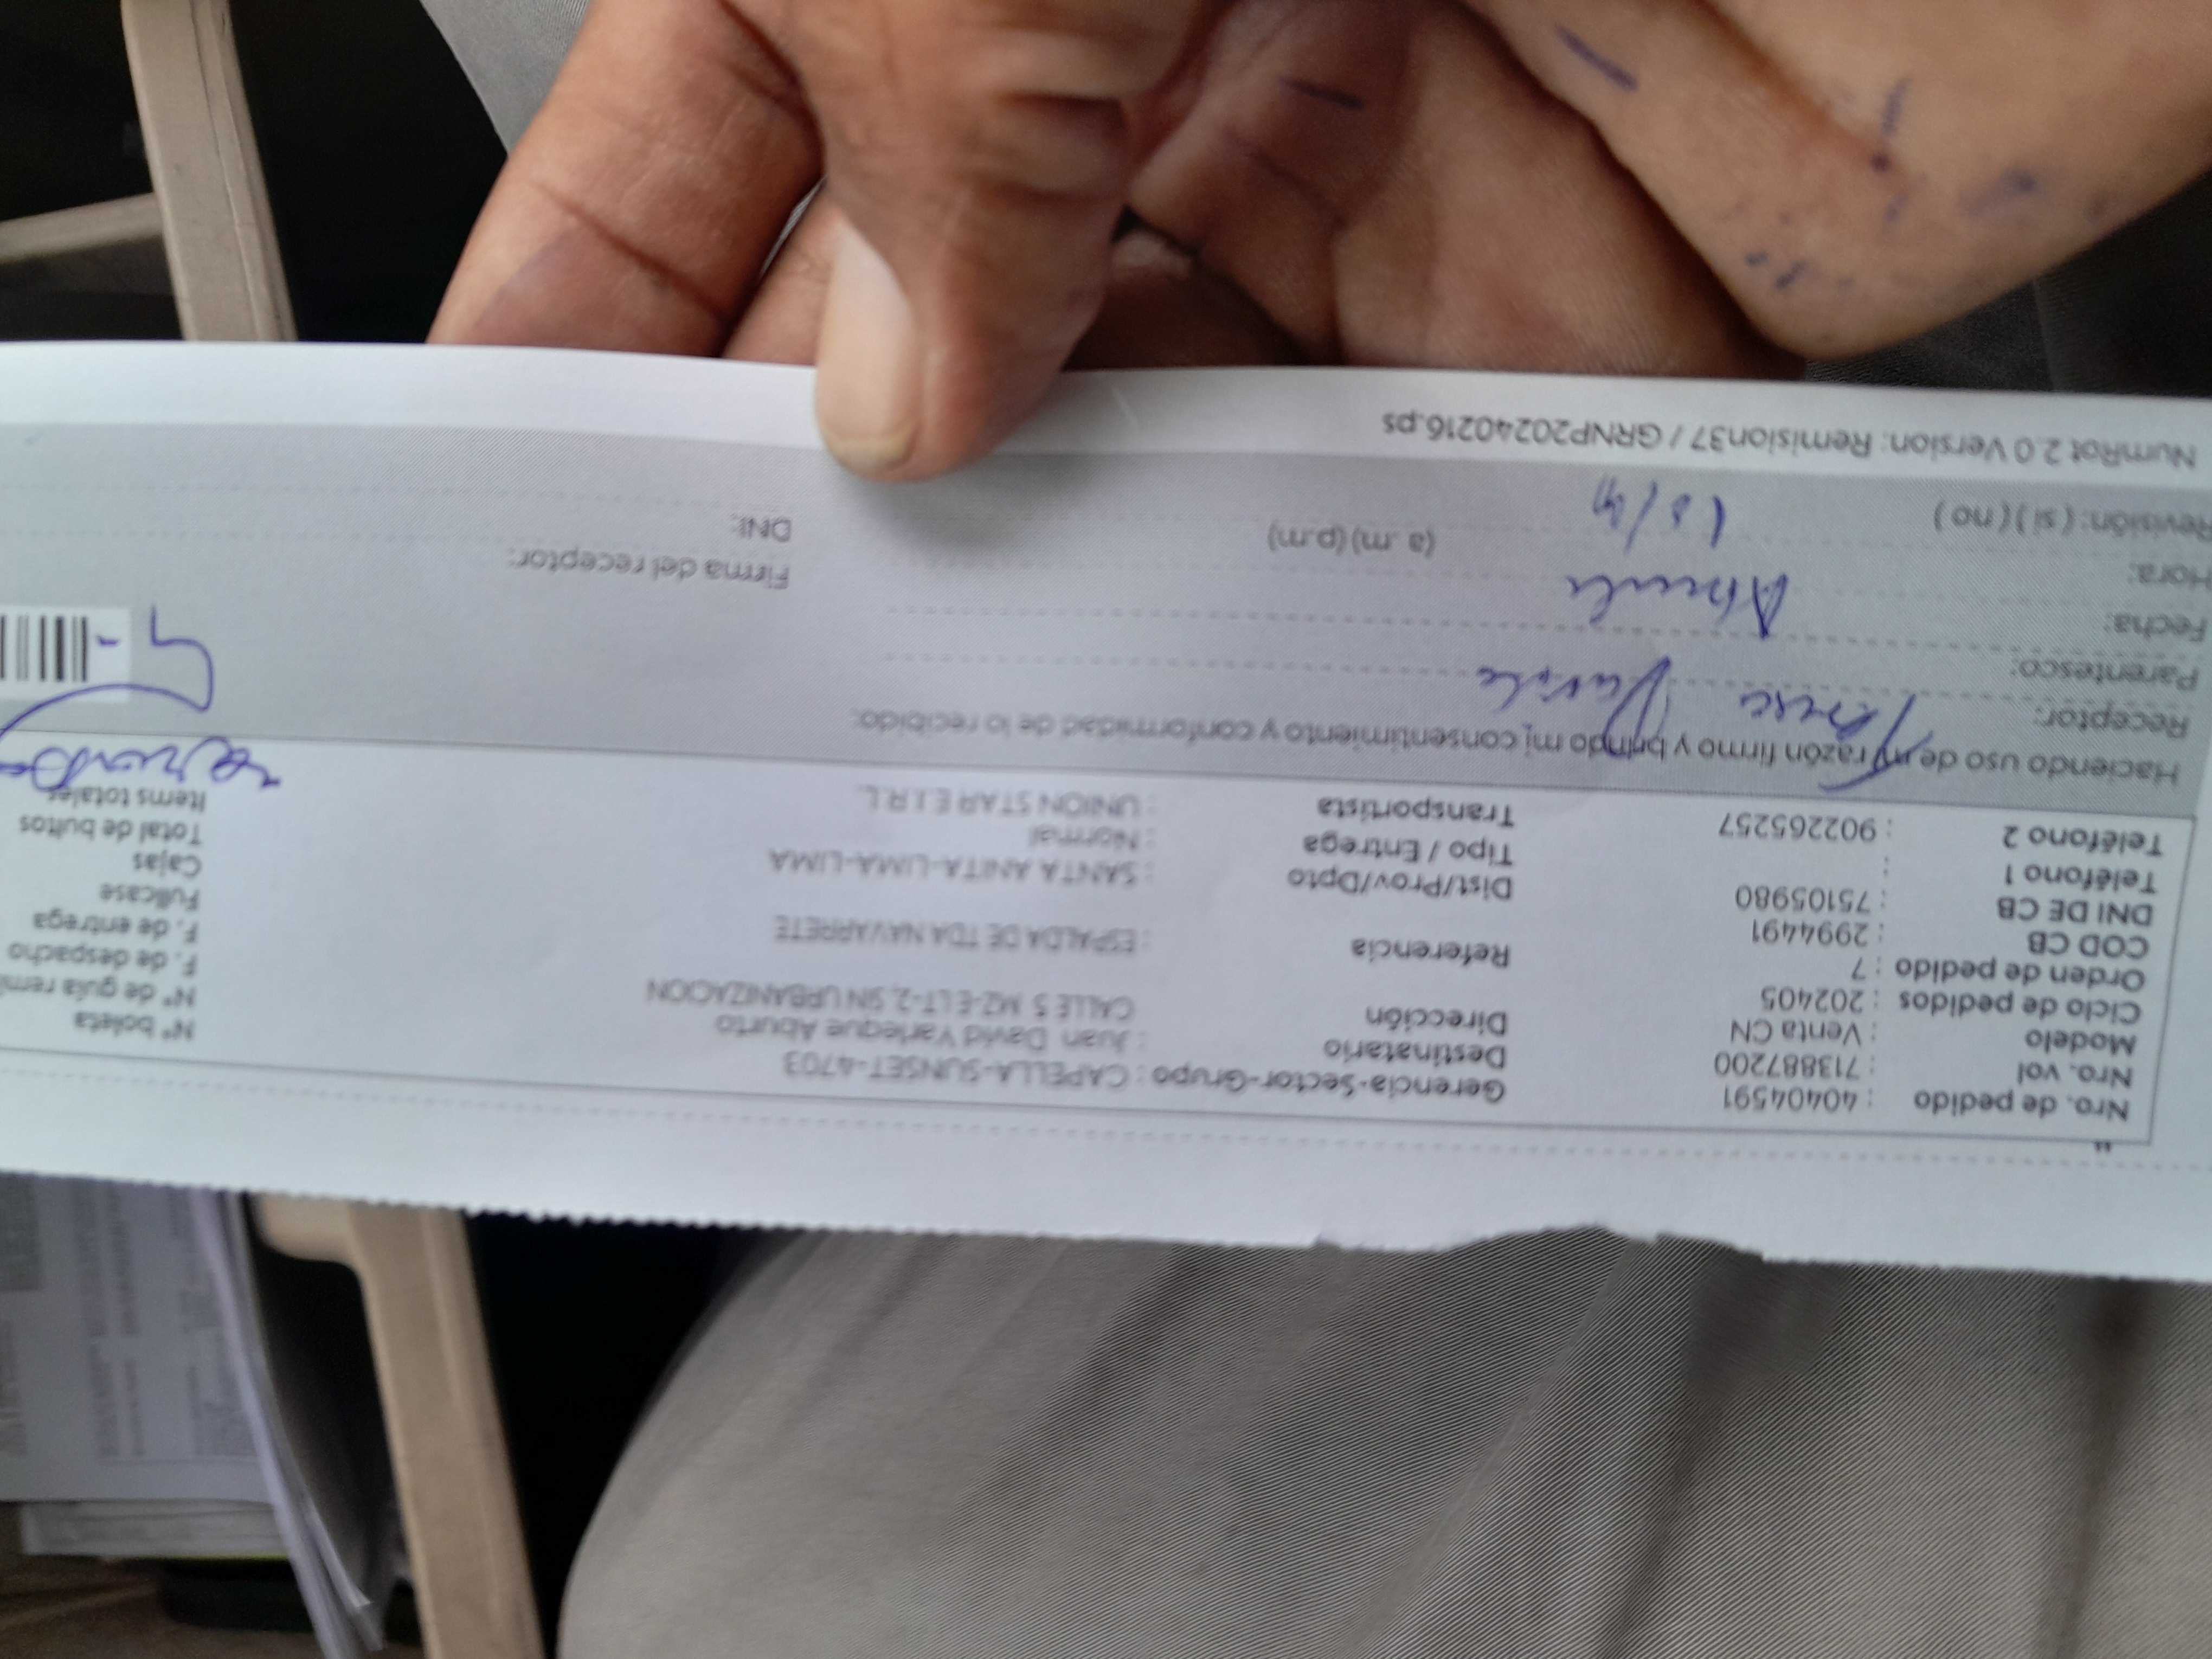 Nro. de pedido : 40404591
Nro. vol : 713887200
Modelo : Venta CN
Ciclo de pedidos : 202405
Orden de pedido : 7
COD CB : 2994491
DNI DE CB : 75105980
Teléfono 1 :
Teléfono 2 : 902265257
Gerencia-Sector-Grupo : CAPELLA-SUNSET-4703
Destinatario : Juan David Yarleque Aburto
Dirección CALLE 5 MZ-E LT-2, SN URBANIZACION
Referencia : ESPALDA DE TDA NAVARRETE
Dist/Prov/Dpto : SANTA ANITA-LIMA-LIMA
Tipo / Entrega : Normal
Transportista : UNION STAR E.I.R.L.
N° boleta
N° de guía remi
F. de despacho
F. de entrega
Fullcase
Cajas
Total de bultos
Items totales
Haciendo uso de mi razón firmo y brindo mi consentimiento y conformidad de lo recibido:
Receptor:
Parentesco:
Fecha:
Hora: (a. m) (p.m)
Revisión: ( si ) ( no )
Firma del receptor:
DNI:
NumRot 2.0 Version: Remision37 / GRNP20240216.ps